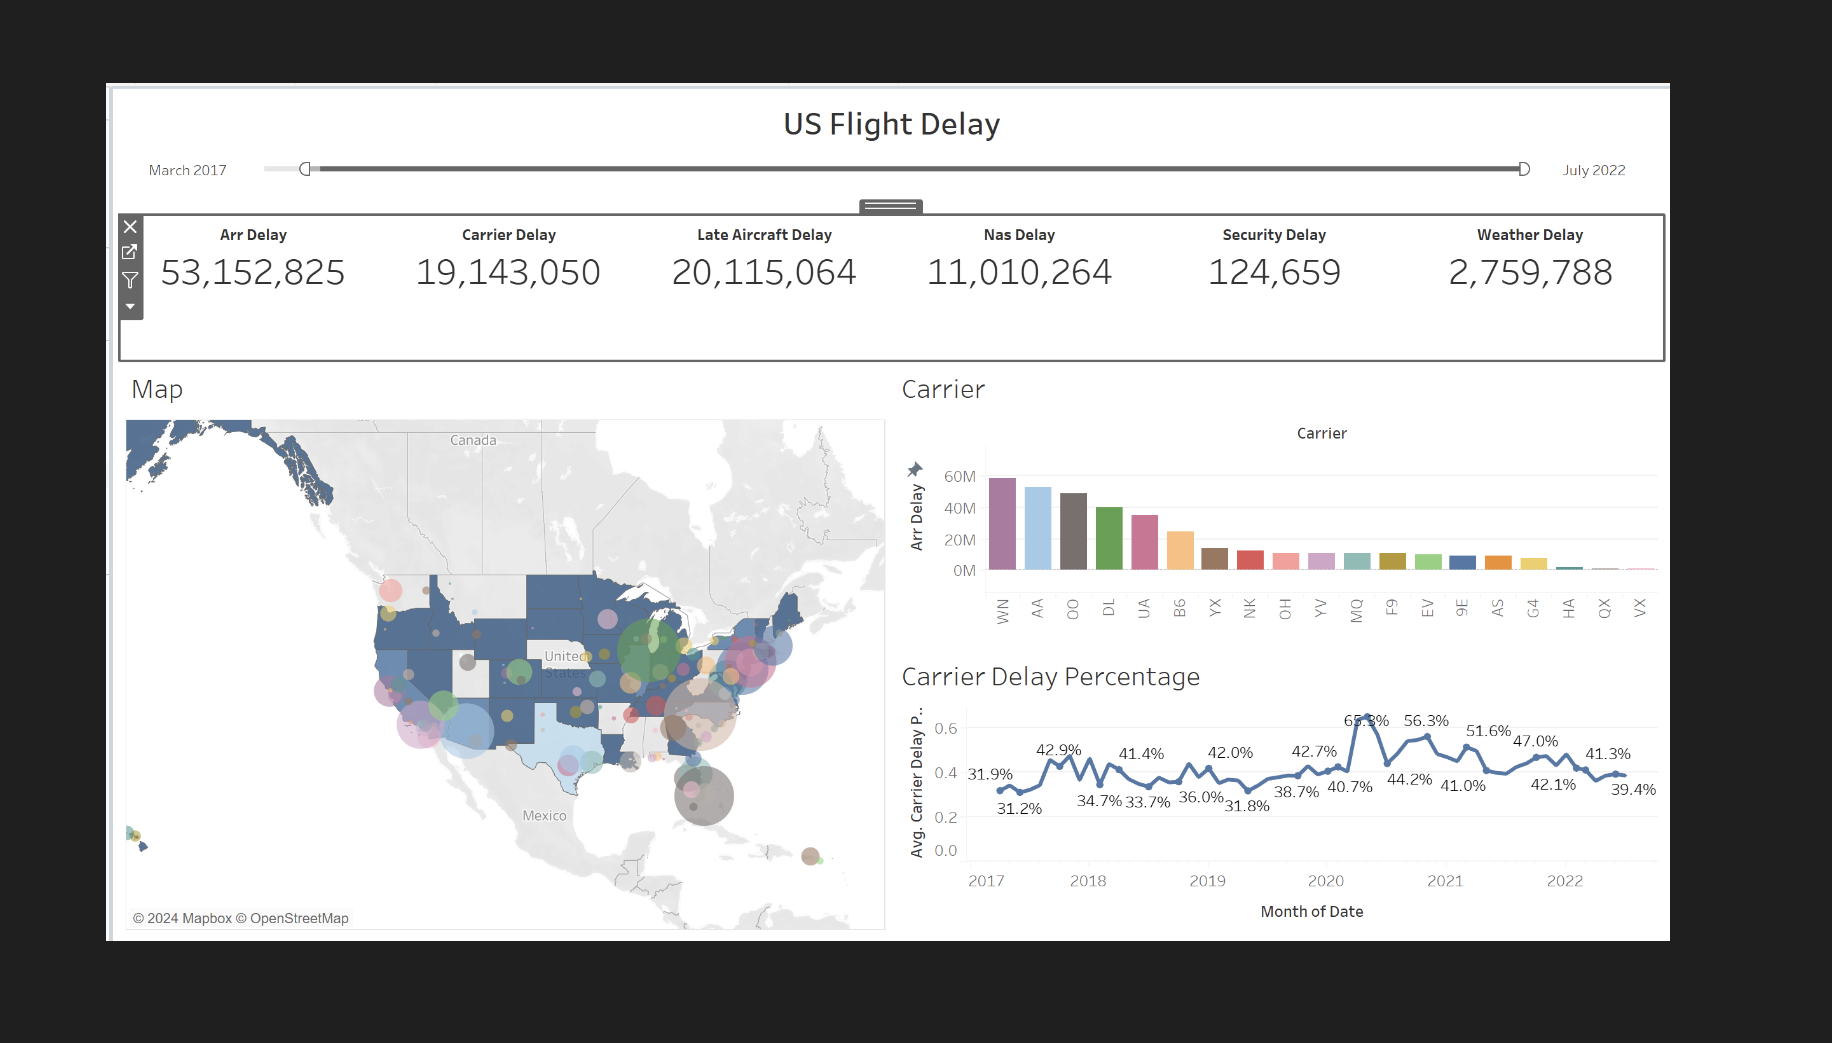 US Flight Delay
March 2017
July 2022
Arr Delay
53,152,825
Carrier Delay
19,143,050
Late Aircraft Delay
20,115,064
Nas Delay
11,010,264
Security Delay
124,659
Weather Delay
2,759,788
Map
Canada
United
States
Mexico
© 2024 Mapbox © OpenStreetMap
Carrier
Carrier
Arr Delay
60M
40M
20M
0M
WN
AA
OO
DL
UA
B6
YX
NK
OH
YV
MQ
F9
EV
9E
AS
G4
HA
QX
VX
Carrier Delay Percentage
Avg. Carrier Delay P..
0.6
0.4
0.2
0.0
31.9%
31.2%
42.9%
34.7%
41.4%
33.7%
36.0%
42.0%
31.8%
38.7%
42.7%
40.7%
65.3%
44.2%
56.3%
41.0%
51.6%
47.0%
42.1%
41.3%
39.4%
2017
2018
2019
2020
2021
2022
Month of Date